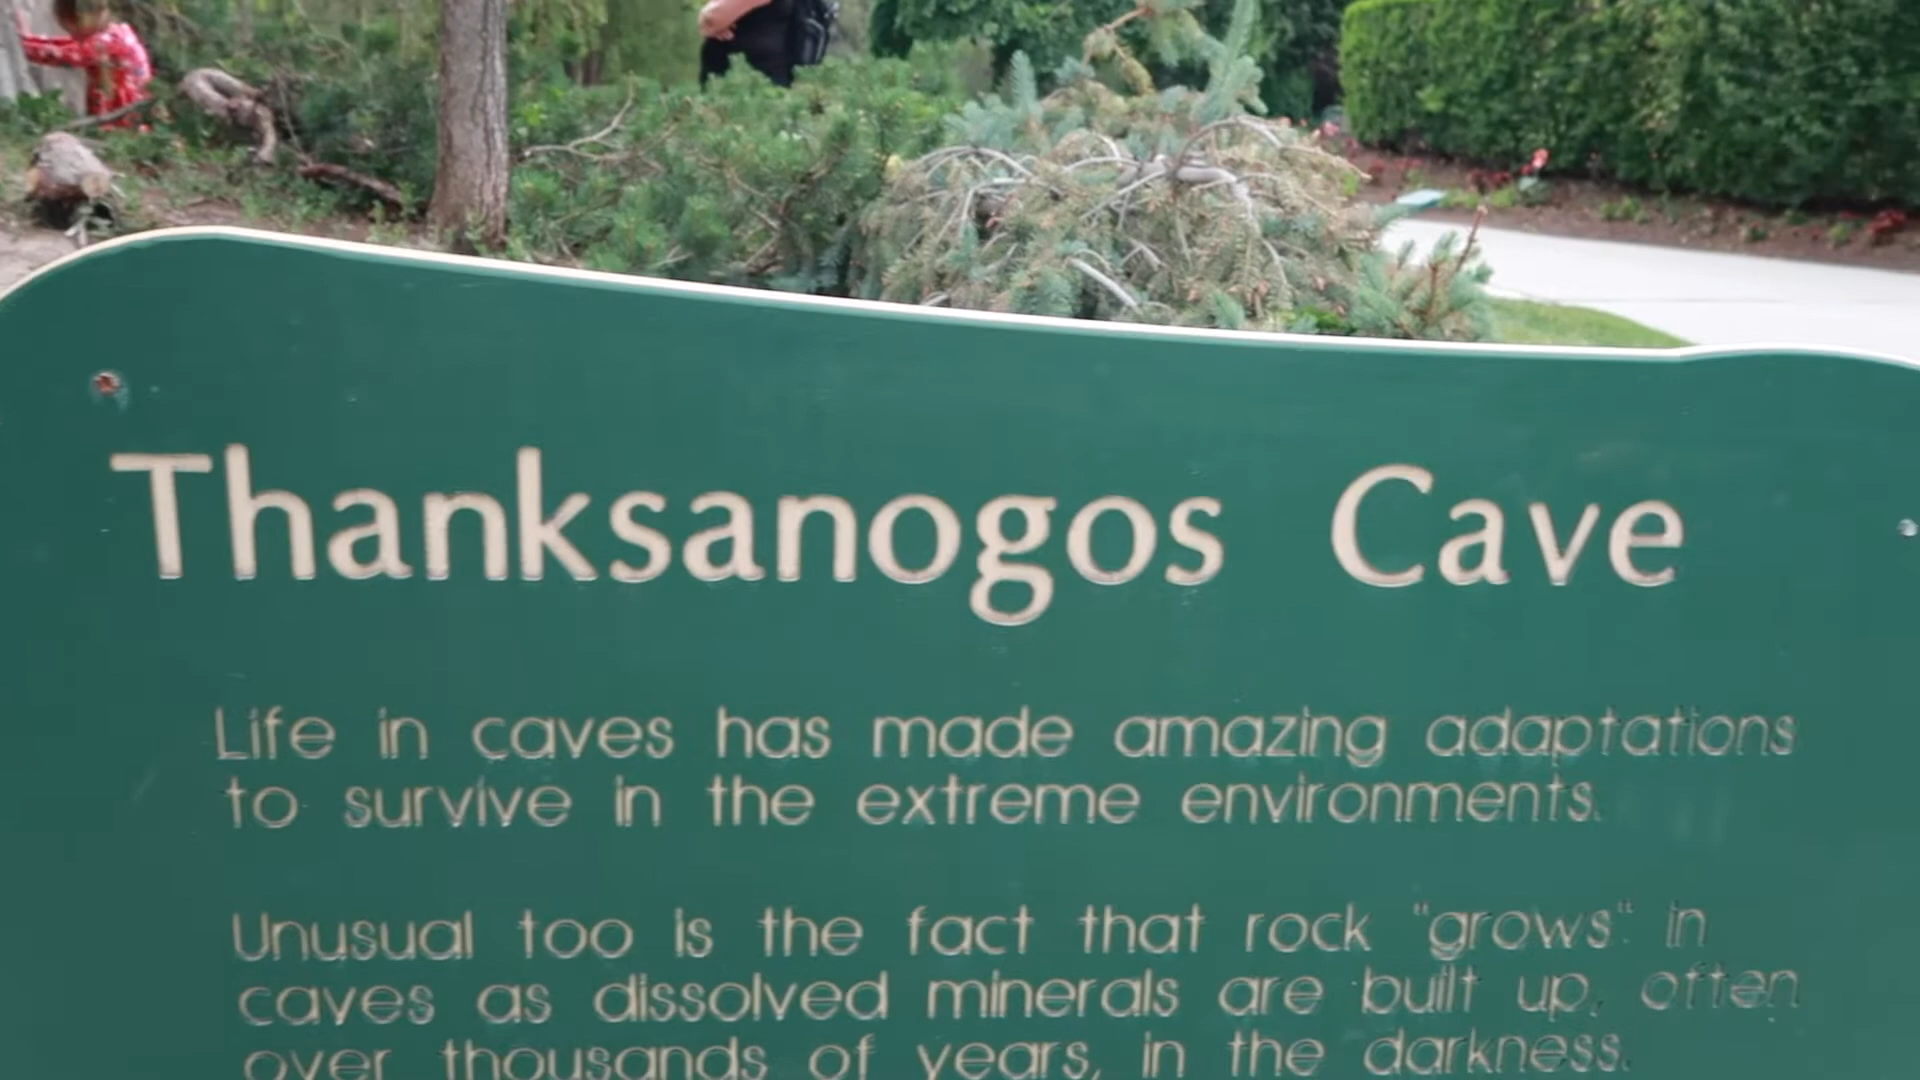 Thanksanogos Cave
Life in caves has made amazing adaptations
to survive in the extreme environments.
Unusual too is the fact that rock "grows" in
caves as dissolved minerals are built up, often
over thousands of years, in the darkness.